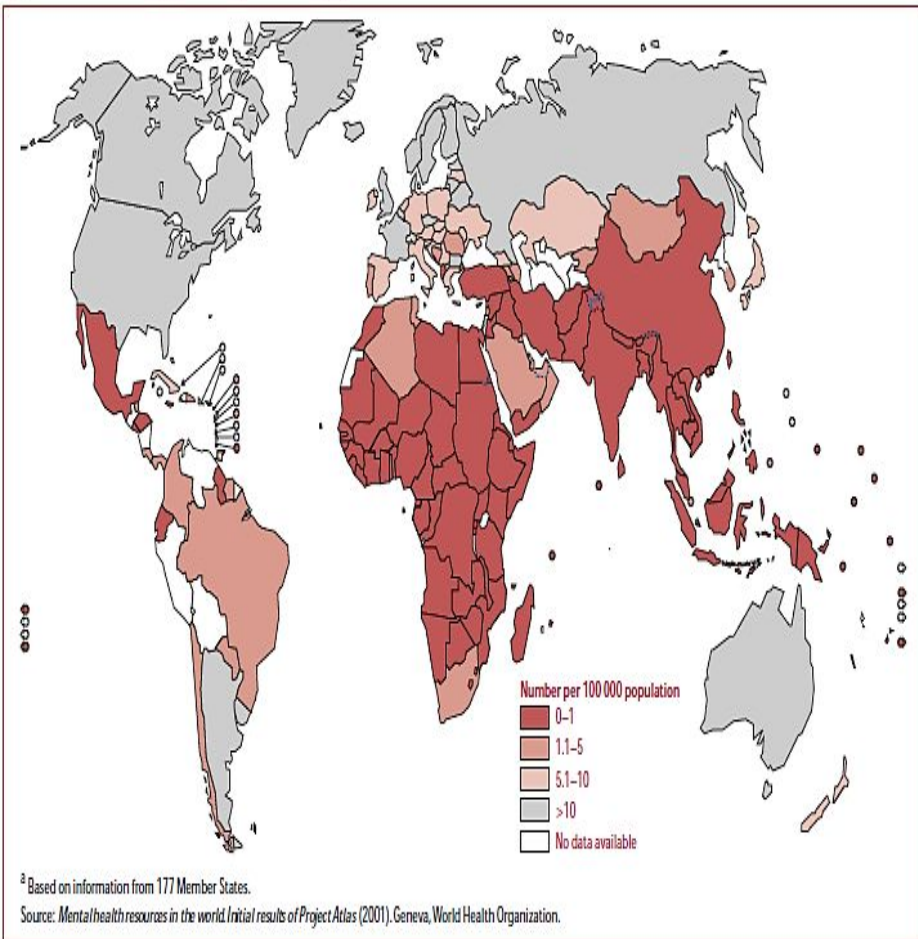 Number per 100 000 population
0–1
1.1–5
5.1–10
>10
No data available
a Based on information from 177 Member States.
Source: Mental health resources in the world. Initial results of Project Atlas (2001). Geneva, World Health Organization.